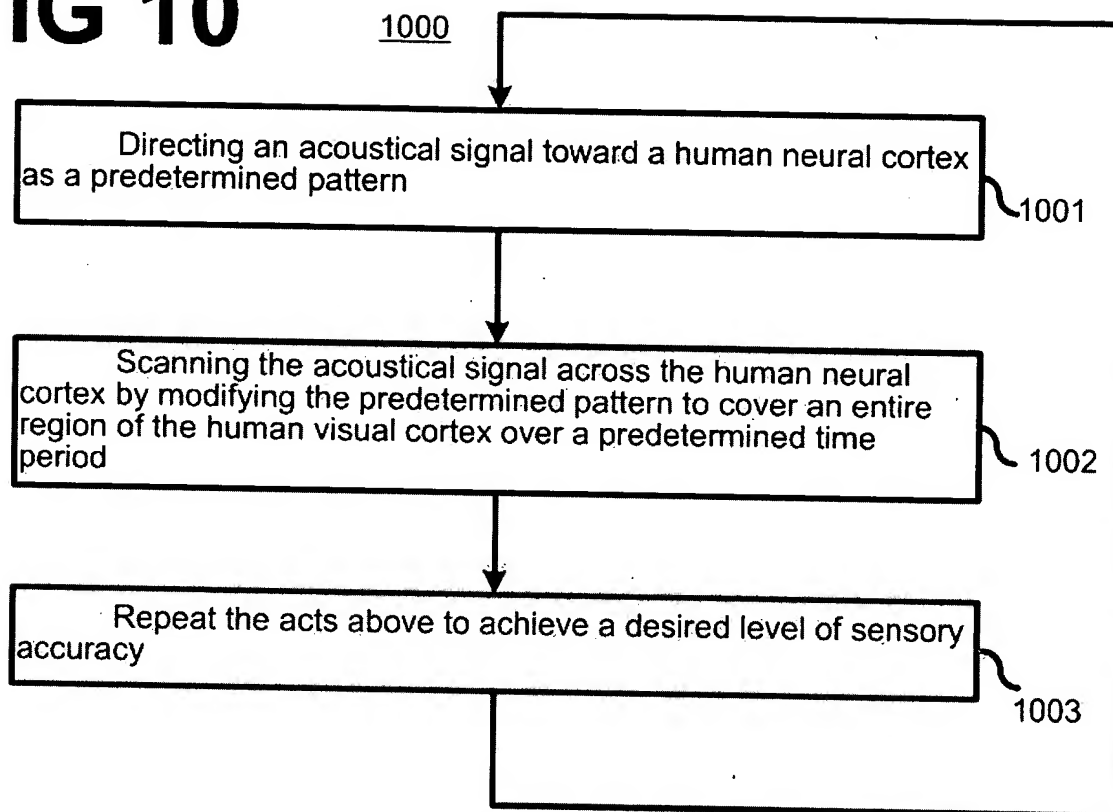 IG 10
1000
Directing an acoustical signal toward a human neural cortex
as a predetermined pattern
1001
Scanning the acoustical signal across the human neural
cortex by modifying the predetermined pattern to cover an entire
region of the human visual cortex over a predetermined time
period
1002
Repeat the acts above to achieve a desired level of sensory
accuracy
1003